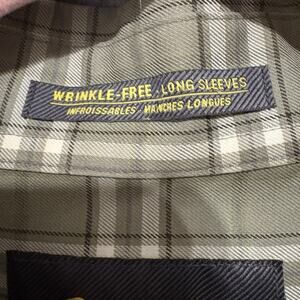 WRINKLE-FREE . LONG SLEEVES
INFROISSABLES . MANCHES LONGUES